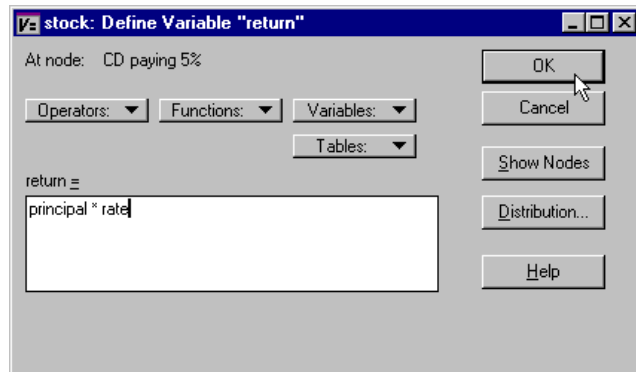 V= stock: Define Variable "return"
At node: CD paying 5%
OK
Operators: Functions: Variables:
Cancel
Tables:
Show Nodes
return =
principal * rate
Distribution...
Help